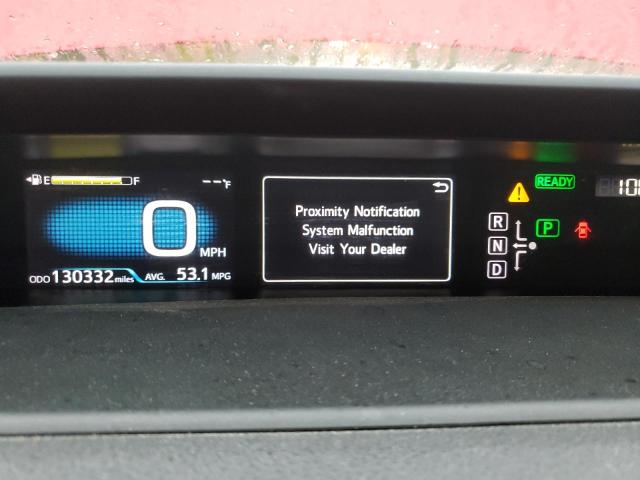 E F
--°F
0 MPH
ODO 130332 miles AVG. 53.1 MPG
Proximity Notification
System Malfunction
Visit Your Dealer
READY
R
N
D
P